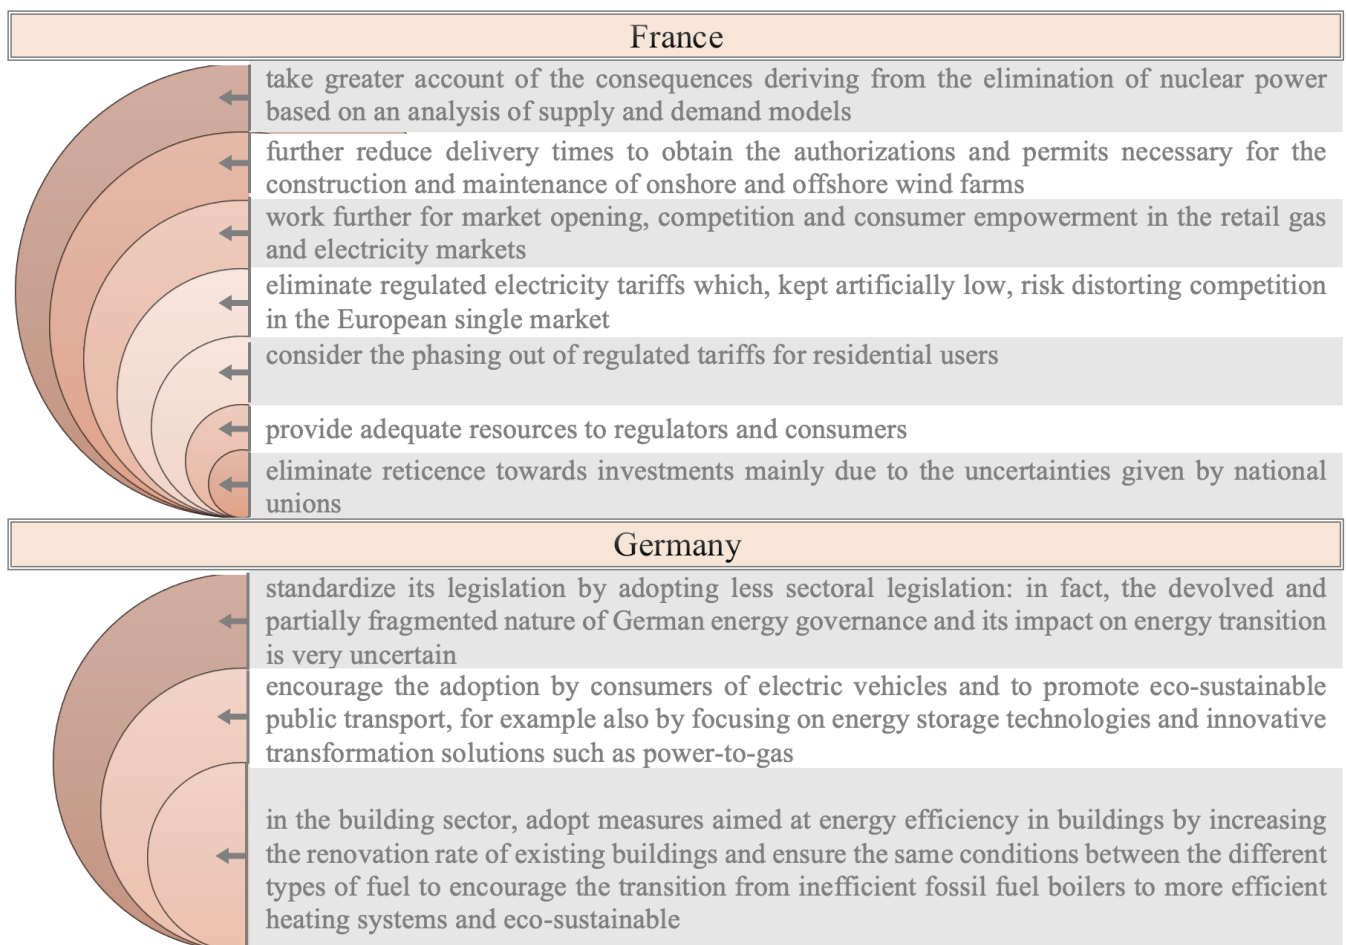 France
take greater account of the consequences deriving from the elimination of nuclear power
based on an analysis of supply and demand models
further reduce delivery times to obtain the authorizations and permits necessary for the
construction and maintenance of onshore and offshore wind farms
work further for market opening, competition and consumer empowerment in the retail gas
and electricity markets
eliminate regulated electricity tariffs which, kept artificially low, risk distorting competition
in the European single market
consider the phasing out of regulated tariffs for residential users
provide adequate resources to regulators and consumers
eliminate reticence towards investments mainly due to the uncertainties given by national
unions
Germany
standardize its legislation by adopting less sectoral legislation: in fact, the devolved and
partially fragmented nature of German energy governance and its impact on energy transition
is very uncertain
encourage the adoption by consumers of electric vehicles and to promote eco-sustainable
public transport, for example also by focusing on energy storage technologies and innovative
transformation solutions such as power-to-gas
in the building sector, adopt measures aimed at energy efficiency in buildings by increasing
the renovation rate of existing buildings and ensure the same conditions between the different
types of fuel to encourage the transition from inefficient fossil fuel boilers to more efficient
heating systems and eco-sustainable